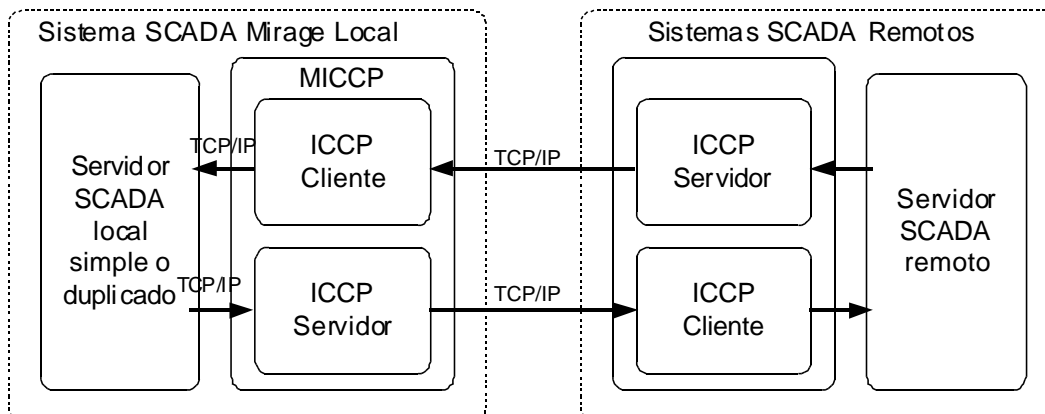 Sistema SCADA Mirage Local
Sistemas SCADA Remotos
MICCP
TCP/IP
ICCP
Cliente
TCP/IP
ICCP
Servidor
Servidor
SCADA
local
simple o
duplicado
Servidor
SCADA
remoto
TCP/IP
ICCP
Servidor
TCP/IP
ICCP
Cliente